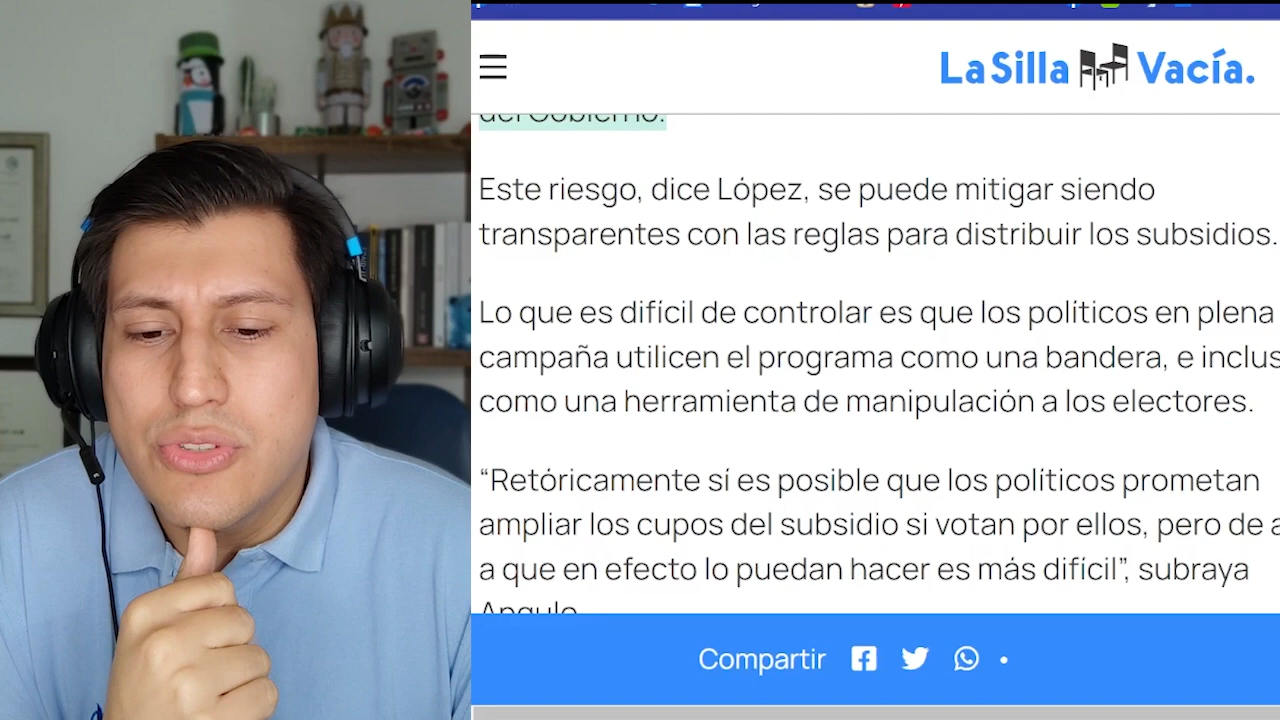 La Silla Vacía.
del Gobierno.
Este riesgo, dice López, se puede mitigar siendo
transparentes con las reglas para distribuir los subsidios.
Lo que es difícil de controlar es que los políticos en plena
campaña utilicen el programa como una bandera, e inclus
como una herramienta de manipulación a los electores.
“Retóricamente sí es posible que los políticos prometan
ampliar los cupos del subsidio si votan por ellos, pero de a
a que en efecto lo puedan hacer es más difícil”, subraya
Angulo
Compartir